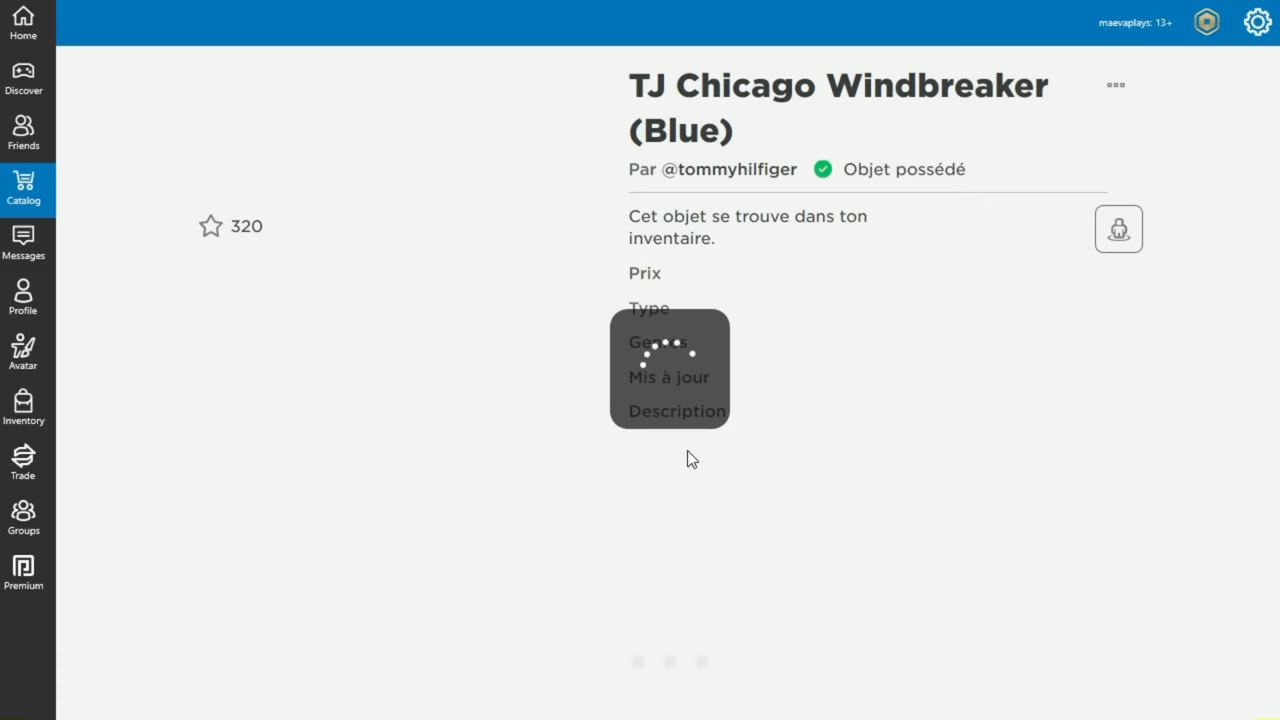 maevaplays: 13+
Home
Discover
Friends
Catalog
Messages
Profile
Avatar
Inventory
Trade
Groups
Premium
TJ Chicago Windbreaker
(Blue)
Par @tommyhilfiger Objet possédé
320
Cet objet se trouve dans ton
inventaire.
Prix
Type
Genres
Mis à jour
Description